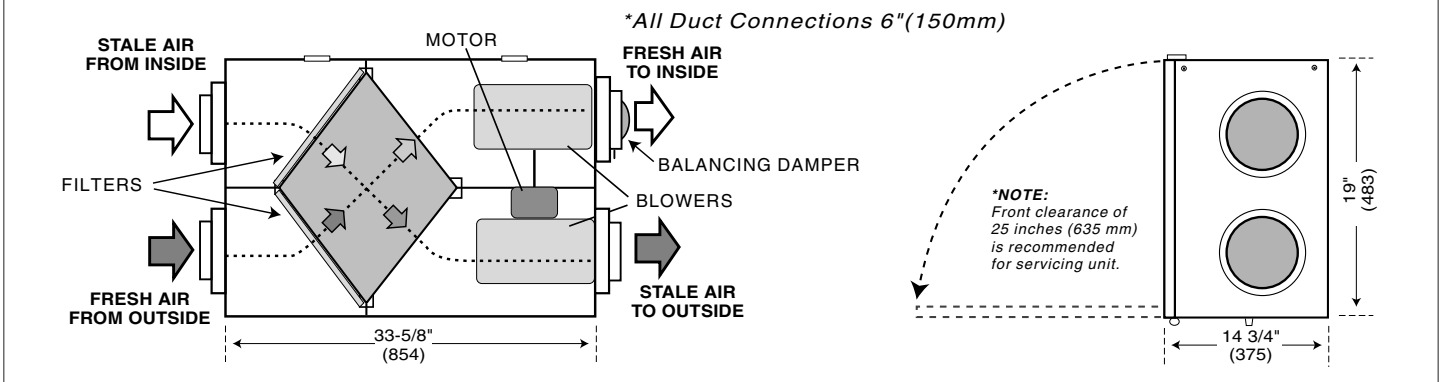 *All Duct Connections 6"(150mm)
STALE AIR
FROM INSIDE
MOTOR
FRESH AIR
TO INSIDE
BALANCING DAMPER
FILTERS
BLOWERS
FRESH AIR
FROM OUTSIDE
STALE AIR
TO OUTSIDE
33-5/8"
(854)
*NOTE:
Front clearance of
25 inches (635 mm)
is recommended
for servicing unit.
19"
(483)
14 3/4"
(375)